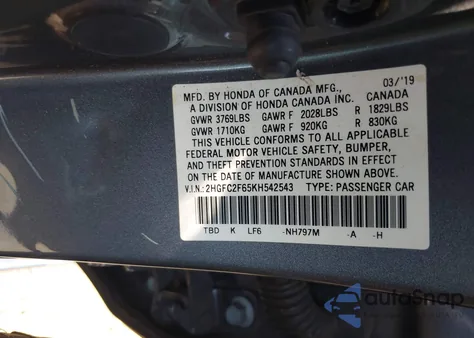 MFD. BY HONDA OF CANADA MFG., 03/'19
A DIVISION OF HONDA CANADA INC. CANADA
GVWR 3769LBS GAWR F 2028LBS R 1829LBS
GVWR 1710KG GAWR F 920KG R 830KG
THIS VEHICLE CONFORMS TO ALL APPLICABLE
FEDERAL MOTOR VEHICLE SAFETY, BUMPER,
AND THEFT PREVENTION STANDARDS IN EFFECT
ON THE DATE OF MANUFACTURE SHOWN ABOVE.
V.I.N.: 2HGFC2F65KH542543 TYPE: PASSENGER CAR
TBD K LF6 -NH797M -A -H
autoSnap